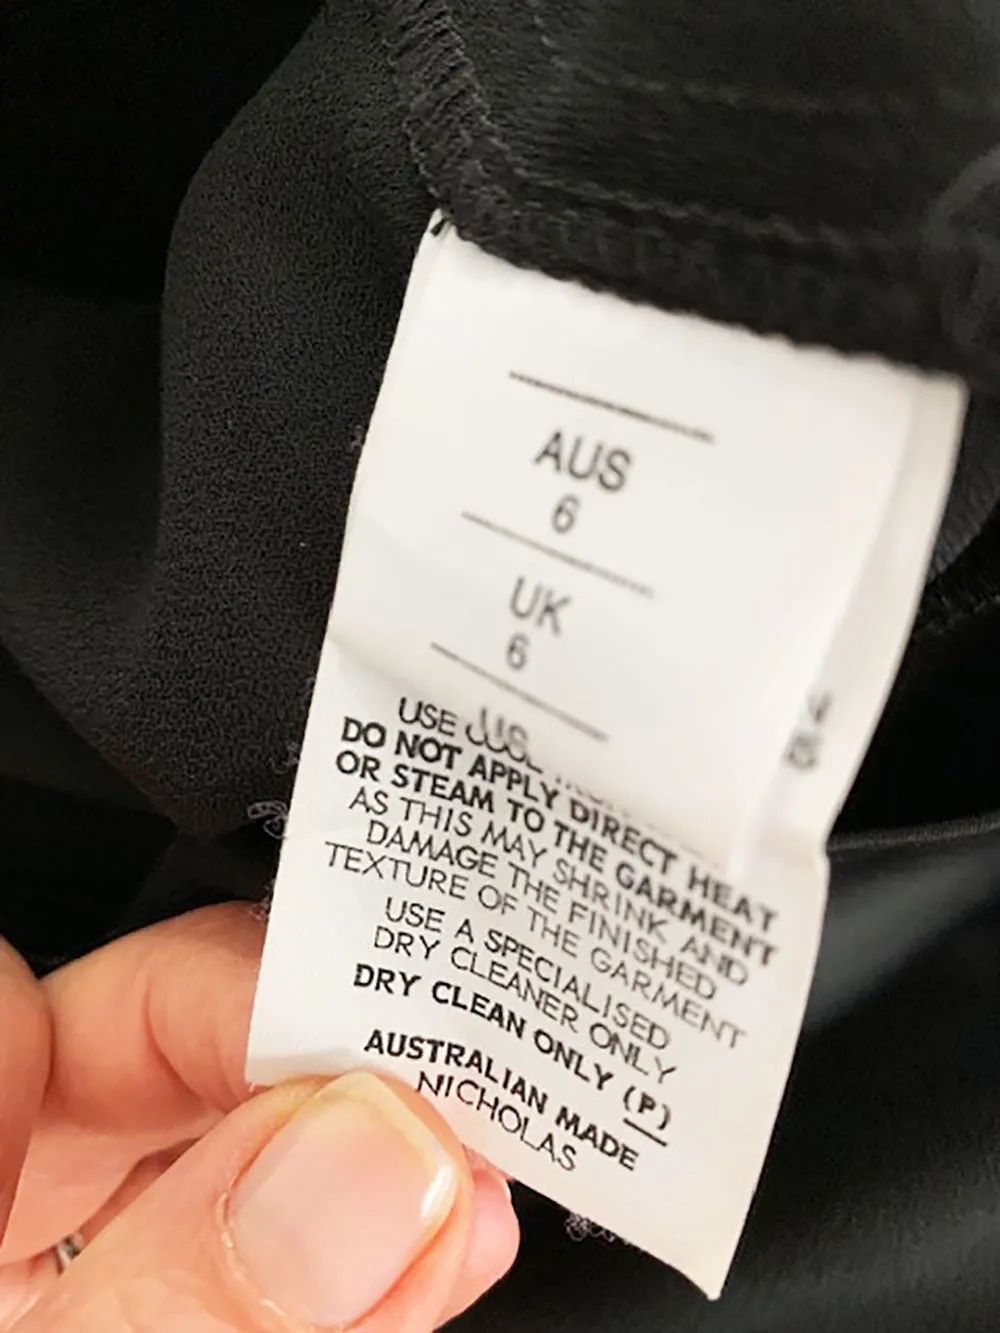 AUS
6
UK
6
USE
DO NOT APPLY DIRECT HEAT
OR STEAM TO THE GARMENT
AS THIS MAY SHRINK AND
DAMAGE THE FINISHED
TEXTURE OF THE GARMENT
USE A SPECIALISED
DRY CLEANER ONLY
DRY CLEAN ONLY (P)
AUSTRALIAN MADE
NICHOLAS